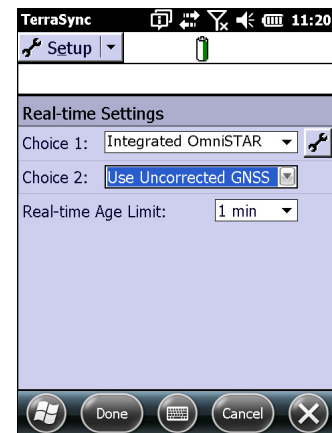 TerraSync 11:20
Setup
Real-time Settings
Choice 1: Integrated OmniSTAR
Choice 2: Use Uncorrected GNSS
Real-time Age Limit: 1 min
Done Cancel